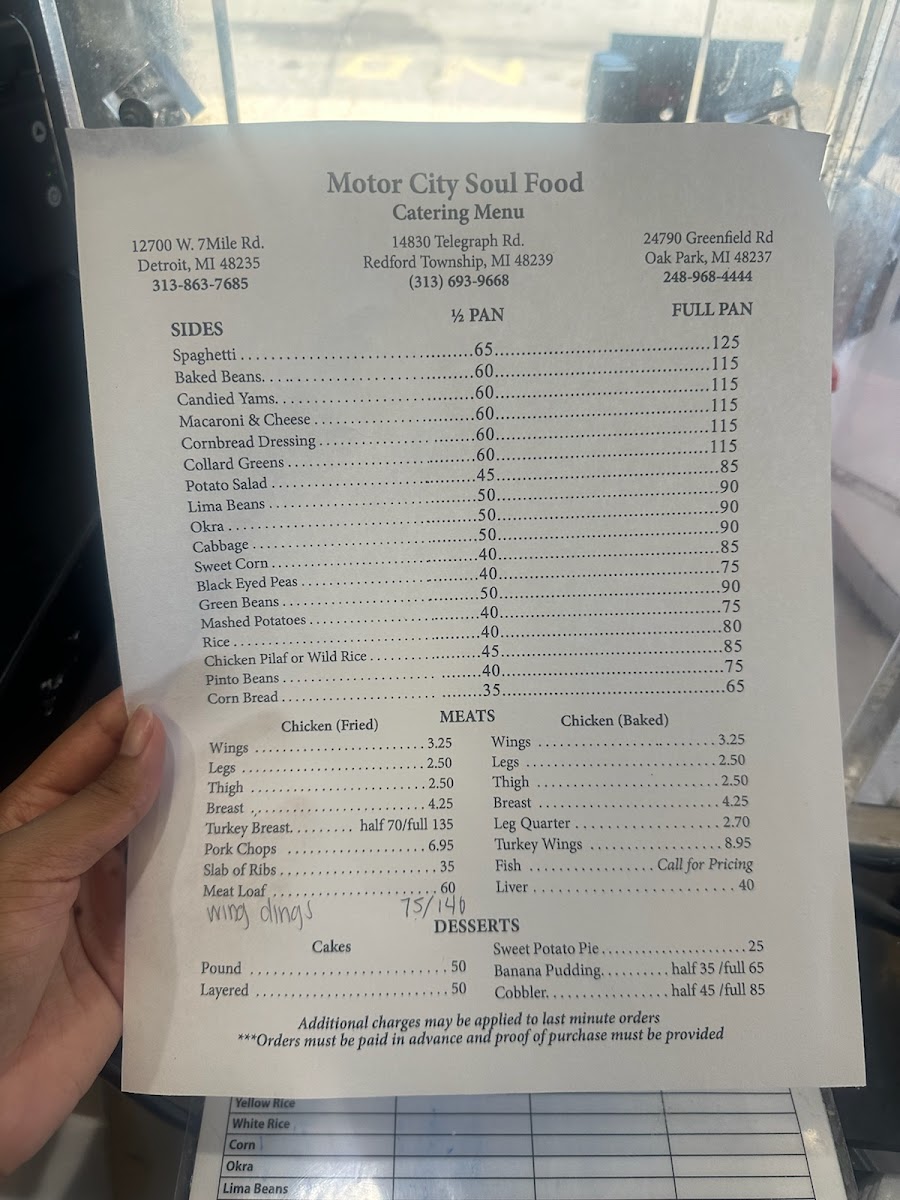 Motor City Soul Food
Catering Menu
12700 W. 7Mile Rd.
Detroit, MI 48235
313-863-7685
14830 Telegraph Rd.
Redford Township, MI 48239
(313) 693-9668
24790 Greenfield Rd
Oak Park, MI 48237
248-968-4444
SIDES ½ PAN FULL PAN
Spaghetti 65 125
Baked Beans 60 115
Candied Yams 60 115
Macaroni & Cheese 60 115
Cornbread Dressing 60 115
Collard Greens 60 115
Potato Salad 45 85
Lima Beans 50 90
Okra 50 90
Cabbage 50 90
Sweet Corn 40 85
Black Eyed Peas 40 75
Green Beans 50 90
Mashed Potatoes 40 75
Rice 40 80
Chicken Pilaf or Wild Rice 45 85
Pinto Beans 40 75
Corn Bread 35 65
MEATS
Chicken (Fried)
Wings 3.25
Legs 2.50
Thigh 2.50
Breast 4.25
Turkey Breast half 70/full 135
Pork Chops 6.95
Slab of Ribs 35
Meat Loaf 60
wing dings 75/140
Chicken (Baked)
Wings 3.25
Legs 2.50
Thigh 2.50
Breast 4.25
Leg Quarter 2.70
Turkey Wings 8.95
Fish Call for Pricing
Liver 40
DESSERTS
Cakes
Pound 50
Layered 50
Sweet Potato Pie 25
Banana Pudding half 35 /full 65
Cobbler half 45 /full 85
Additional charges may be applied to last minute orders
***Orders must be paid in advance and proof of purchase must be provided
Yellow Rice
White Rice
Corn
Okra
Lima Beans